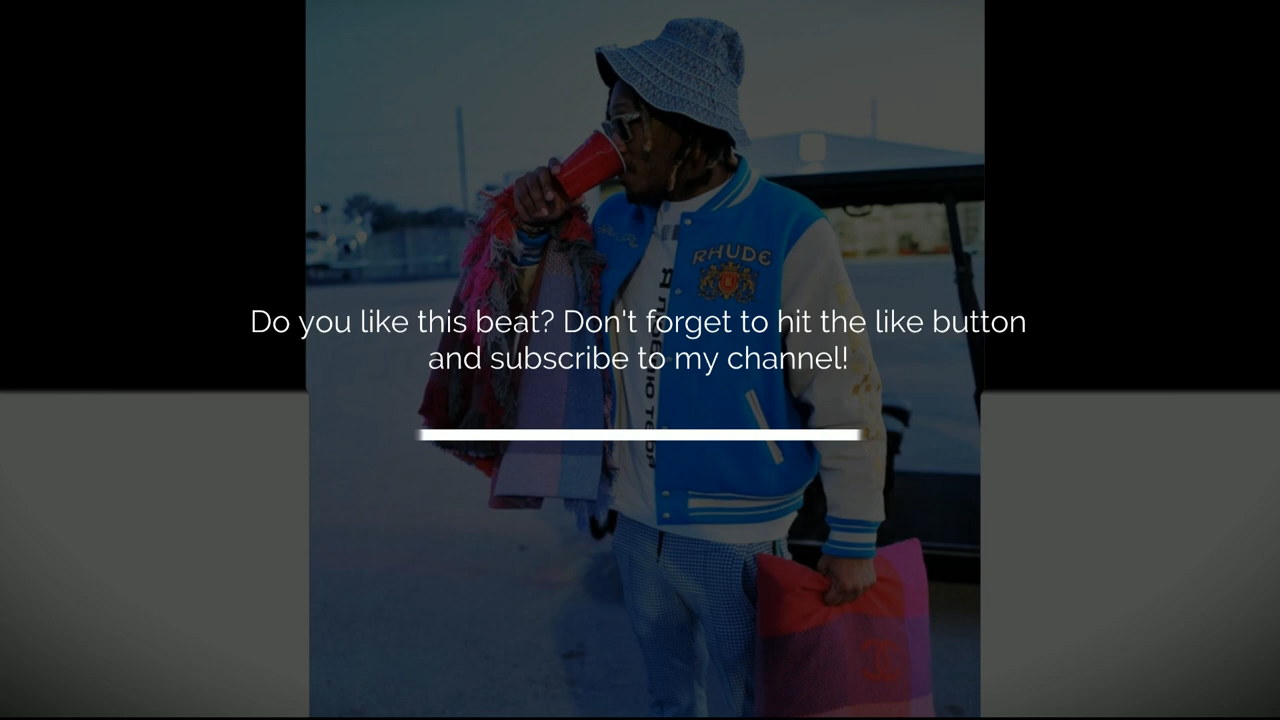 RHUDE
Do you like this beat? Don't forget to hit the like button
and subscribe to my channel!